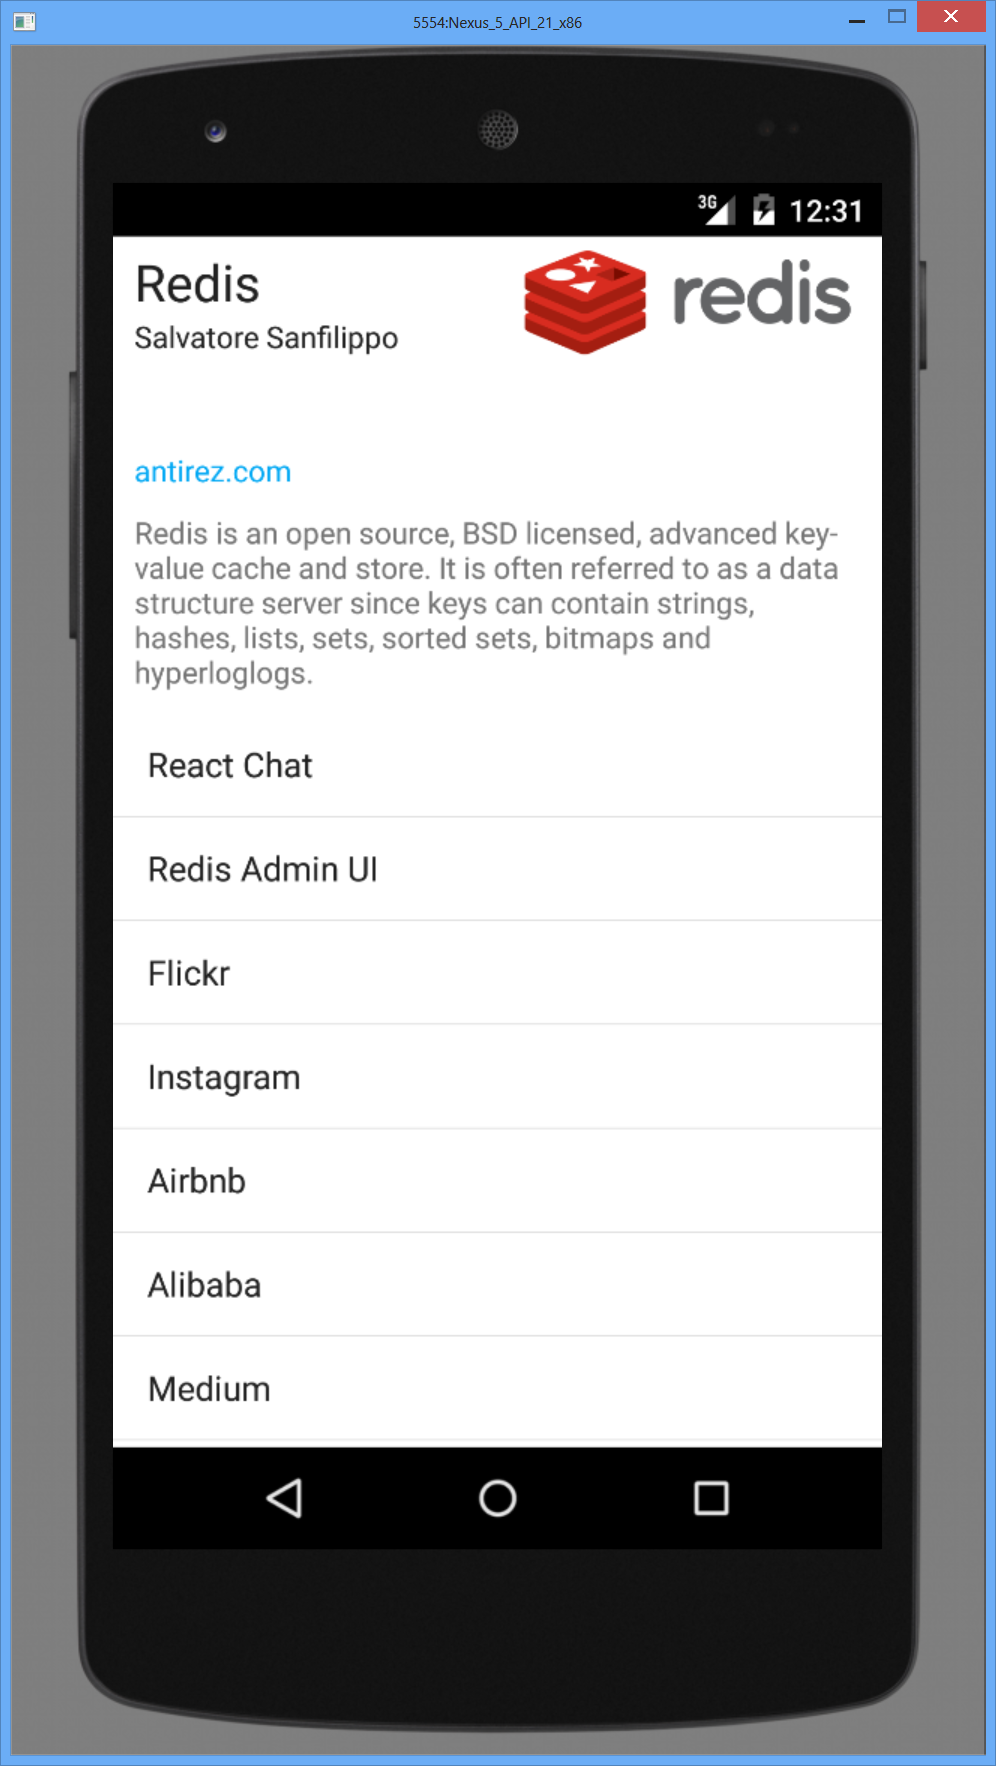 5554:Nexus_5_API_21_x86
3G 12:31
Redis
redis
Salvatore Sanfilippo
antirez.com
Redis is an open source, BSD licensed, advanced key-
value cache and store. It is often referred to as a data
structure server since keys can contain strings,
hashes, lists, sets, sorted sets, bitmaps and
hyperloglogs.
React Chat
Redis Admin UI
Flickr
Instagram
Airbnb
Alibaba
Medium